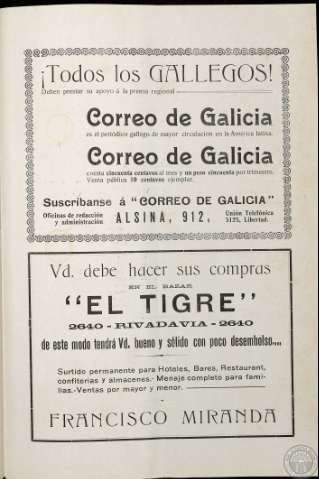 ¡Todos los GALLEGOS!
Deben prestar su apoyo á la prensa regional
Correo de Galicia
es el periódico gallego de mayor circulación en la América latina.
Correo de Galicia
cuesta cincuenta centavos al mes y un peso cincuenta por trimestre.
Venta pública 10 centavos ejemplar.
Suscríbanse á "CORREO DE GALICIA"
Oficinas de redacción y administración ALSINA, 912, Unión Telefónica 5125, Libertad.
Vd. debe hacer sus compras
EN EL BAZAR
"EL TIGRE"
2640 - RIVADAVIA - 2640
de este modo tendrá Vd. bueno y sólido con poco desembolso....
Surtido permanente para Hoteles, Bares, Restaurant,
confiterías y almacenes.- Menaje completo para fami-
lias.-Ventas por mayor y menor.
FRANCISCO MIRANDA